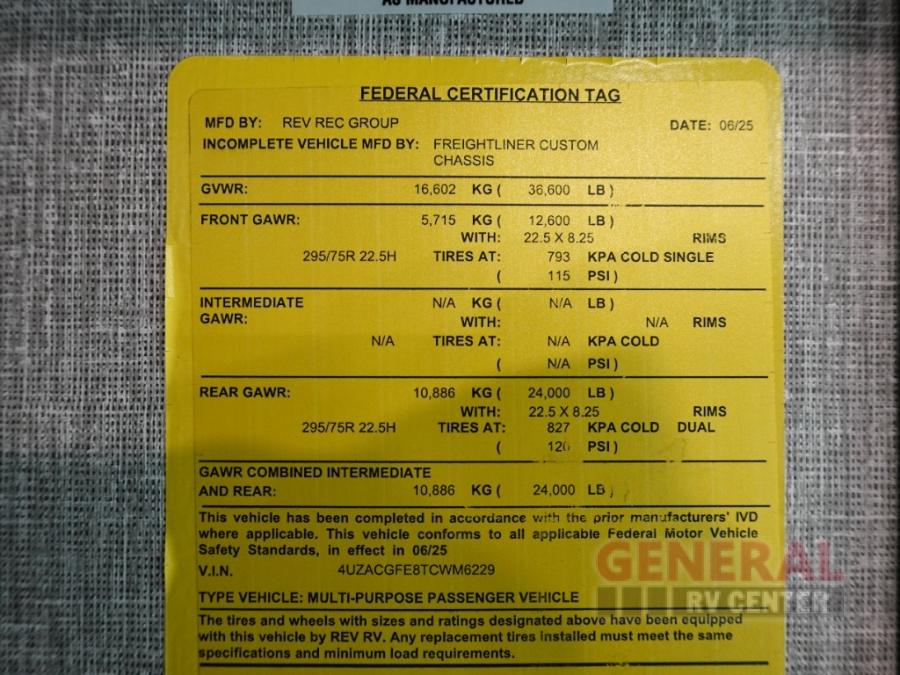 AS MANUFACTURED
FEDERAL CERTIFICATION TAG
MFD BY: REV REC GROUP DATE: 06/25
INCOMPLETE VEHICLE MFD BY: FREIGHTLINER CUSTOM
CHASSIS
GVWR: 16,602 KG ( 36,600 LB )
FRONT GAWR: 5,715 KG ( 12,600 LB )
WITH: 22.5 X 8.25 RIMS
295/75R 22.5H TIRES AT: 793 KPA COLD SINGLE
( 115 PSI )
INTERMEDIATE N/A KG ( N/A LB )
GAWR: WITH: N/A RIMS
N/A TIRES AT: N/A KPA COLD
( N/A PSI )
REAR GAWR: 10,886 KG ( 24,000 LB )
WITH: 22.5 X 8.25 RIMS
295/75R 22.5H TIRES AT: 827 KPA COLD DUAL
( 120 PSI )
GAWR COMBINED INTERMEDIATE
AND REAR: 10,886 KG ( 24,000 LB )
This vehicle has been completed in accordance with the prior manufacturers' IVD
where applicable. This vehicle conforms to all applicable Federal Motor Vehicle
Safety Standards, in effect in 06/25
V.I.N. 4UZACGFE8TCWM6229
TYPE VEHICLE: MULTI-PURPOSE PASSENGER VEHICLE
The tires and wheels with sizes and ratings designated above have been equipped
with this vehicle by REV RV. Any replacement tires installed must meet the same
specifications and minimum load requirements.
GENERAL
RV CENTER